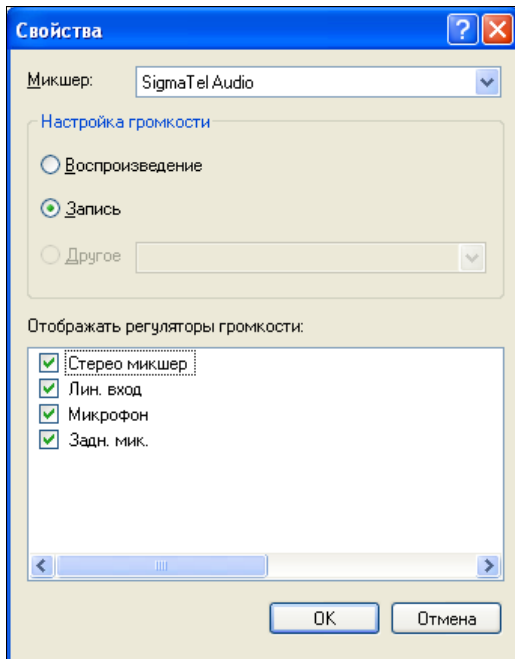 Свойства
Микшер: SigmaTel Audio
Настройка громкости
Воспроизведение
Запись
Другое
Отображать регуляторы громкости:
Стерео микшер
Лин. вход
Микрофон
Задн. мик.
OK Отмена